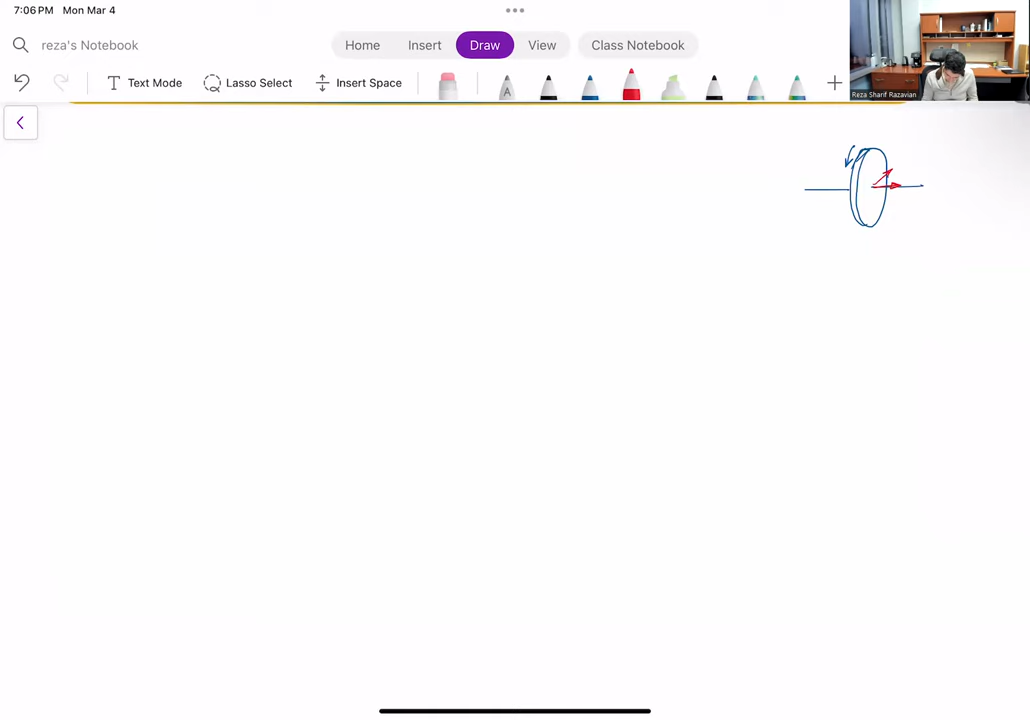 7:06 PM Mon Mar 4
reza's Notebook
Home Insert Draw View Class Notebook
Text Mode Lasso Select Insert Space
A
Reza Sharif Razavian